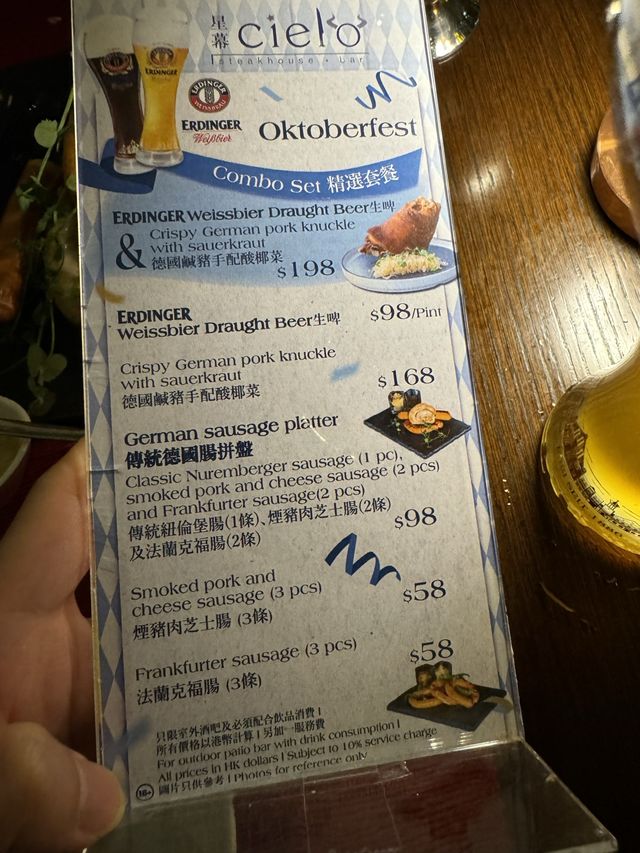 星幕 cielo
steakhouse • bar
ERDINGER
ERDINGER
WEISSBRÄU
ERDINGER
Weißbier
Oktoberfest
Combo Set 精選套餐
ERDINGER Weissbier Draught Beer生啤
& Crispy German pork knuckle
with sauerkraut
德國鹹豬手配酸椰菜
$198
ERDINGER
Weissbier Draught Beer生啤 $98/Pint
Crispy German pork knuckle
with sauerkraut
德國鹹豬手配酸椰菜
$168
German sausage platter
傳統德國腸拼盤
Classic Nuremberger sausage (1 pc),
smoked pork and cheese sausage (2 pcs)
and Frankfurter sausage(2 pcs)
傳統紐倫堡腸(1條)、煙豬肉芝士腸(2條)
及法蘭克福腸(2條)
$98
Smoked pork and
cheese sausage (3 pcs)
煙豬肉芝士腸 (3條)
$58
Frankfurter sausage (3 pcs)
法蘭克福腸 (3條)
$58
只限室外酒吧及必須配合飲品消費 |
所有價格以港幣計算 | 另加一服務費
For outdoor patio bar with drink consumption |
All prices in HK dollars | Subject to 10% service charge
18+ 圖片只供參考 | Photos for reference only